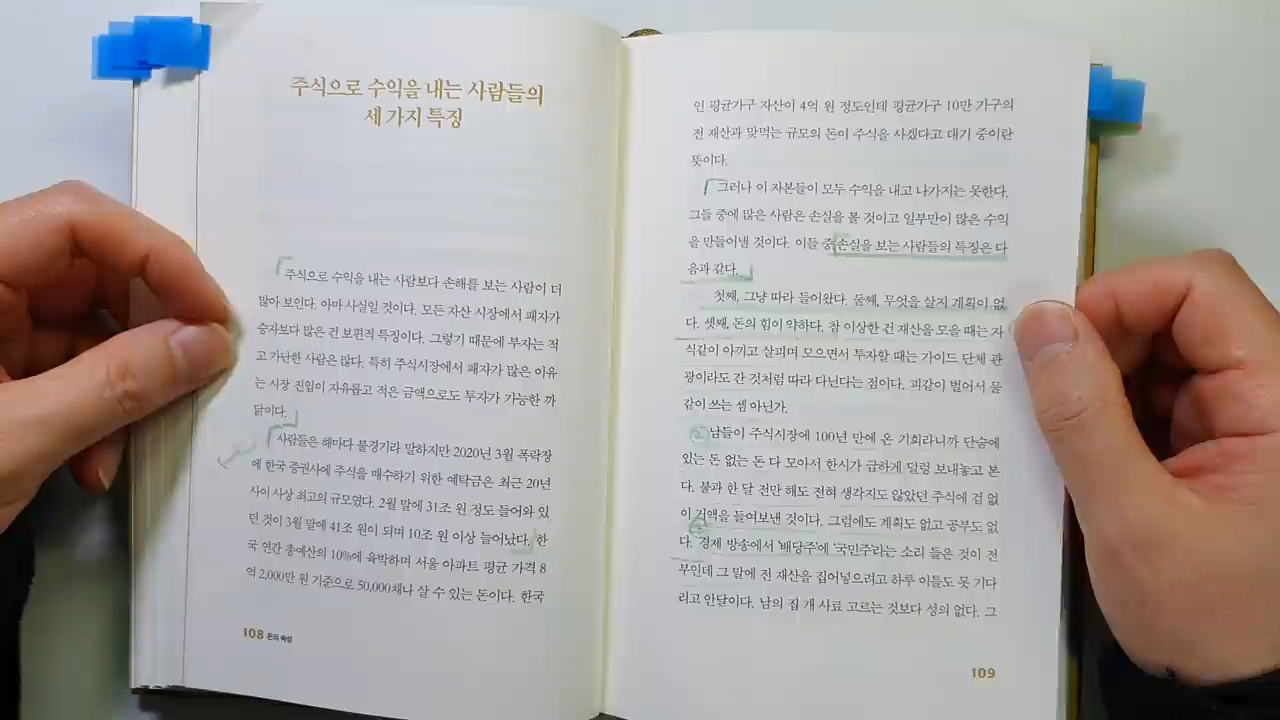 주식으로 수익을 내는 사람들의
세 가지 특징
주식으로 수익을 내는 사람보다 손해를 보는 사람이 더
많아 보인다. 아마 사실일 것이다. 모든 자산 시장에서 패자가
승자보다 많은 건 보편적 특징이다. 그렇기 때문에 부자는 적
고 가난한 사람은 많다. 특히 주식시장에서 패자가 많은 이유
는 시장 진입이 자유롭고 적은 금액으로도 투자가 가능한 까
닭이다.
사람들은 해마다 불경기라 말하지만 2020년 3월 폭락장
에 한국 증권사에 주식을 매수하기 위한 예탁금은 최근 20년
사이 사상 최고의 규모였다. 2월 말에 31조 원 정도 들어와 있
던 것이 3월 말에 41조 원이 되며 10조 원 이상 늘어났다. 한
국 연간 총예산의 10%에 육박하며 서울 아파트 평균 가격 8
억 2,000만 원 기준으로 50,000채나 살 수 있는 돈이다. 한국
108 돈의 속성
인 평균가구 자산이 4억 원 정도인데 평균가구 10만 가구의
전 재산과 맞먹는 규모의 돈이 주식을 사겠다고 대기 중이란
뜻이다.
그러나 이 자본들이 모두 수익을 내고 나가지는 못한다.
그들 중에 많은 사람은 손실을 볼 것이고 일부만이 많은 수익
을 만들어낼 것이다. 이들 중 손실을 보는 사람들의 특징은 다
음과 같다.
첫째, 그냥 따라 들어왔다. 둘째, 무엇을 살지 계획이 없
다. 셋째, 돈의 힘이 약하다. 참 이상한 건 재산을 모을 때는 자
식같이 아끼고 살피며 모으면서 투자할 때는 가이드 단체 관
광이라도 간 것처럼 따라 다닌다는 점이다. 피같이 벌어서 물
같이 쓰는 셈 아닌가.
남들이 주식시장에 100년 만에 온 기회라니까 단숨에
있는 돈 없는 돈 다 모아서 한시가 급하게 덜렁 보내놓고 본
다. 불과 한 달 전만 해도 전혀 생각지도 않았던 주식에 겁 없
이 거액을 들여보낸 것이다. 그럼에도 계획도 없고 공부도 없
다. 경제 방송에서 '배당주'에 '국민주'라는 소리 들은 것이 전
부인데 그 말에 전 재산을 집어넣으려고 하루 이틀도 못 기다
리고 안달이다. 남의 집 개 사료 고르는 것보다 성의 없다. 그
109